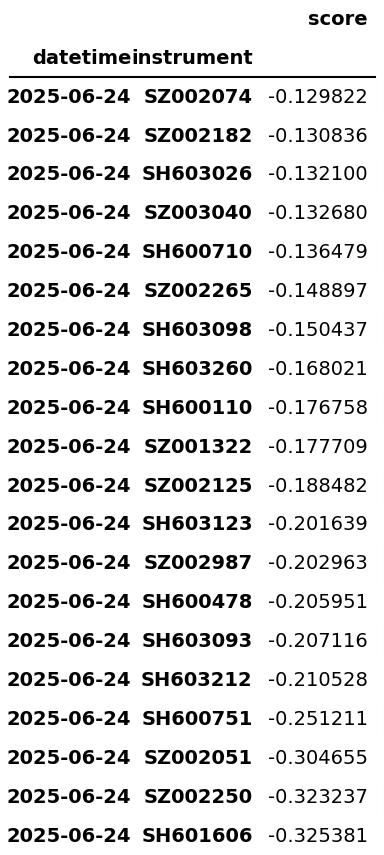 score
datetime instrument
2025-06-24 SZ002074 -0.129822
2025-06-24 SZ002182 -0.130836
2025-06-24 SH603026 -0.132100
2025-06-24 SZ003040 -0.132680
2025-06-24 SH600710 -0.136479
2025-06-24 SZ002265 -0.148897
2025-06-24 SH603098 -0.150437
2025-06-24 SH603260 -0.168021
2025-06-24 SH600110 -0.176758
2025-06-24 SZ001322 -0.177709
2025-06-24 SZ002125 -0.188482
2025-06-24 SH603123 -0.201639
2025-06-24 SZ002987 -0.202963
2025-06-24 SH600478 -0.205951
2025-06-24 SH603093 -0.207116
2025-06-24 SH603212 -0.210528
2025-06-24 SH600751 -0.251211
2025-06-24 SZ002051 -0.304655
2025-06-24 SZ002250 -0.323237
2025-06-24 SH601606 -0.325381